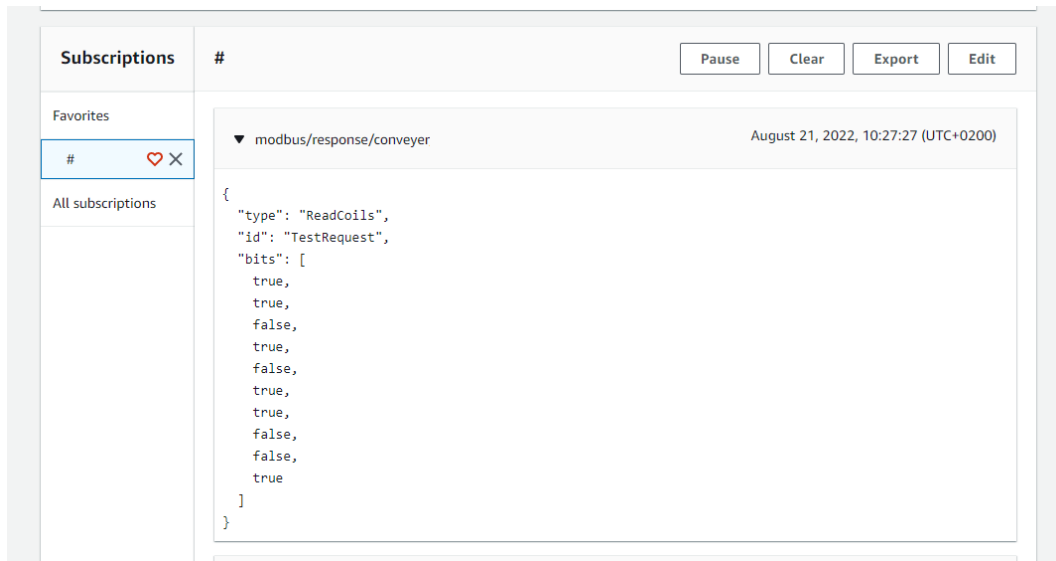 Subscriptions
#
Pause
Clear
Export
Edit
Favorites
#
All subscriptions
modbus/response/conveyer
August 21, 2022, 10:27:27 (UTC+0200)
{
"type": "ReadCoils",
"id": "TestRequest",
"bits": [
true,
true,
false,
true,
false,
true,
true,
false,
false,
true
]
}